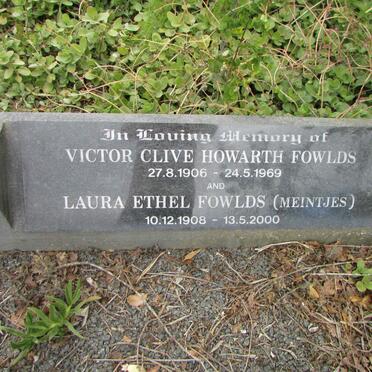 In Loving Memory of
VICTOR CLIVE HOWARTH FOWLDS
27.8.1906 - 24.5.1969
AND
LAURA ETHEL FOWLDS (MEINTJES)
10.12.1908 - 13.5.2000